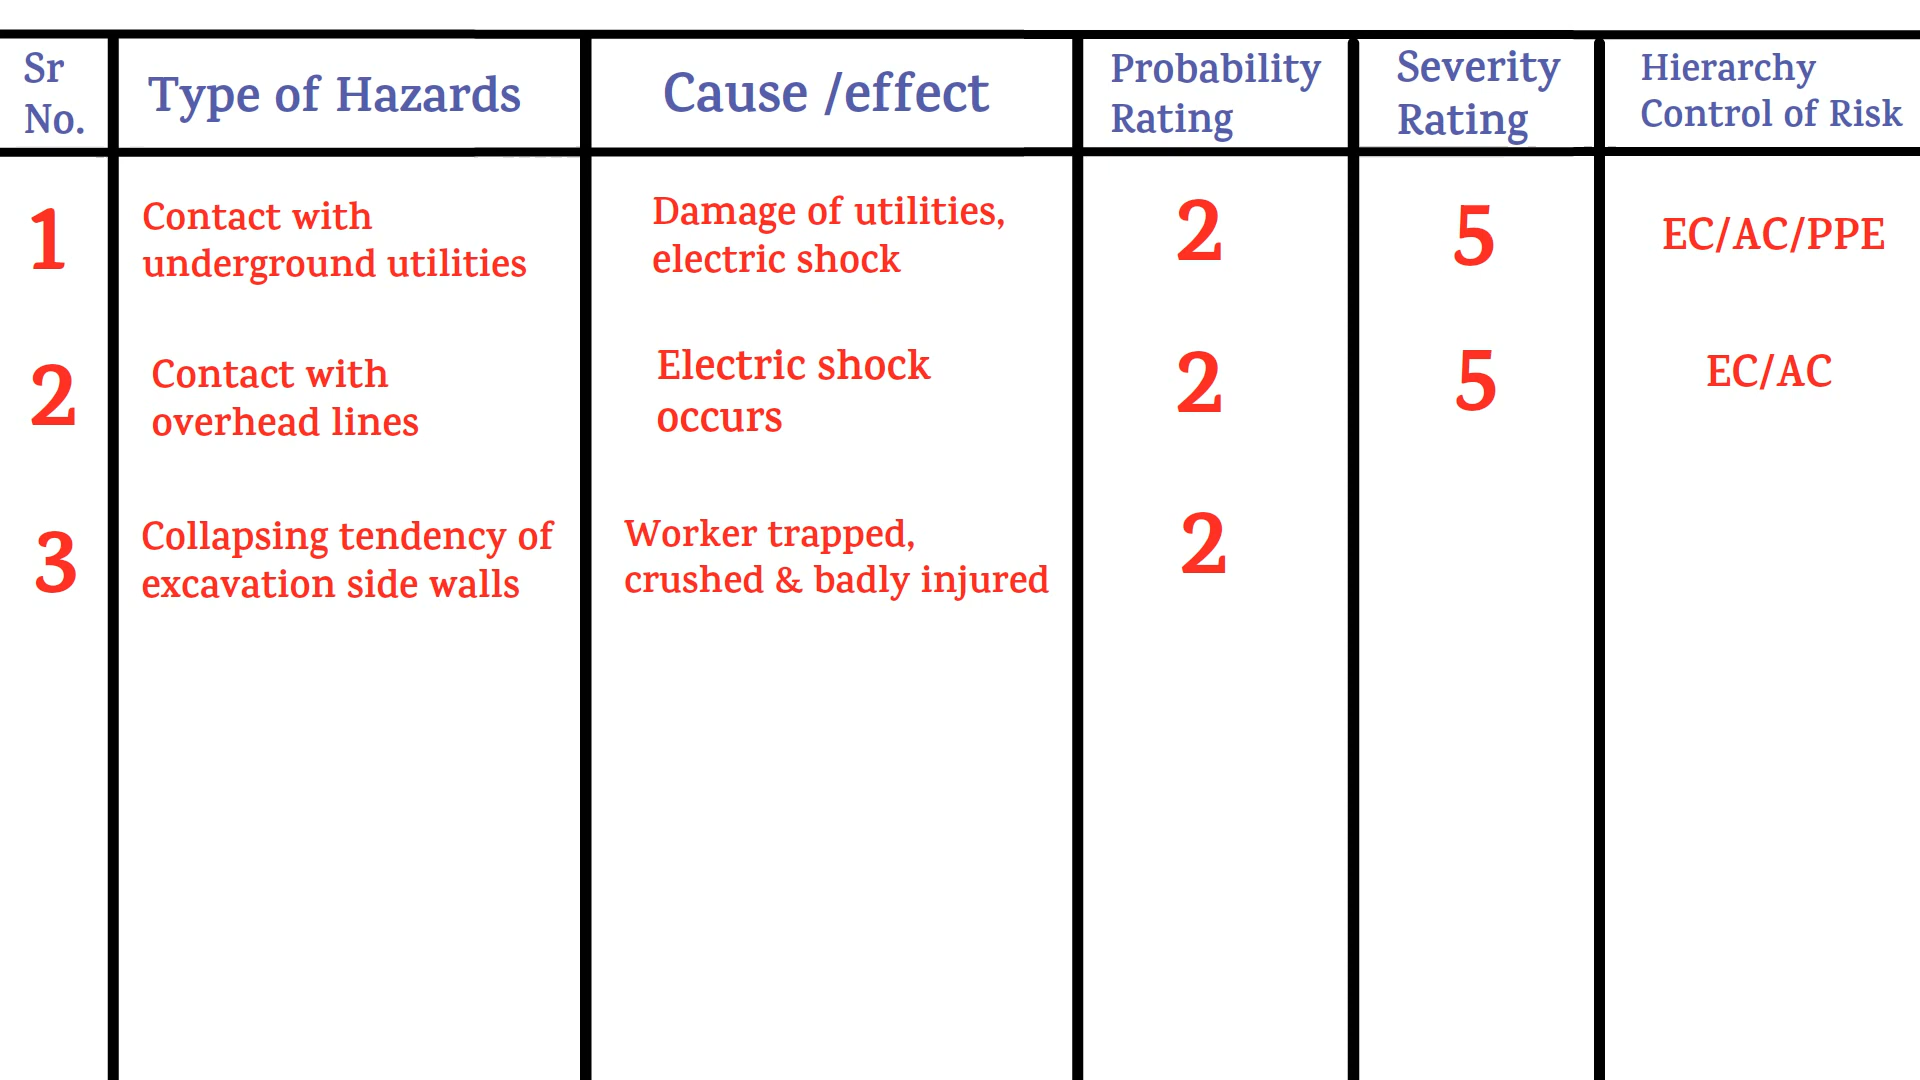 Sr
No.
Type of Hazards
Cause /effect
Probability
Rating
Severity
Rating
Hierarchy
Control of Risk
1
Contact with
underground utilities
Damage of utilities,
electric shock
2
5
EC/AC/PPE
2
Contact with
overhead lines
Electric shock
occurs
2
5
EC/AC
3
Collapsing tendency of
excavation side walls
Worker trapped,
crushed & badly injured
2